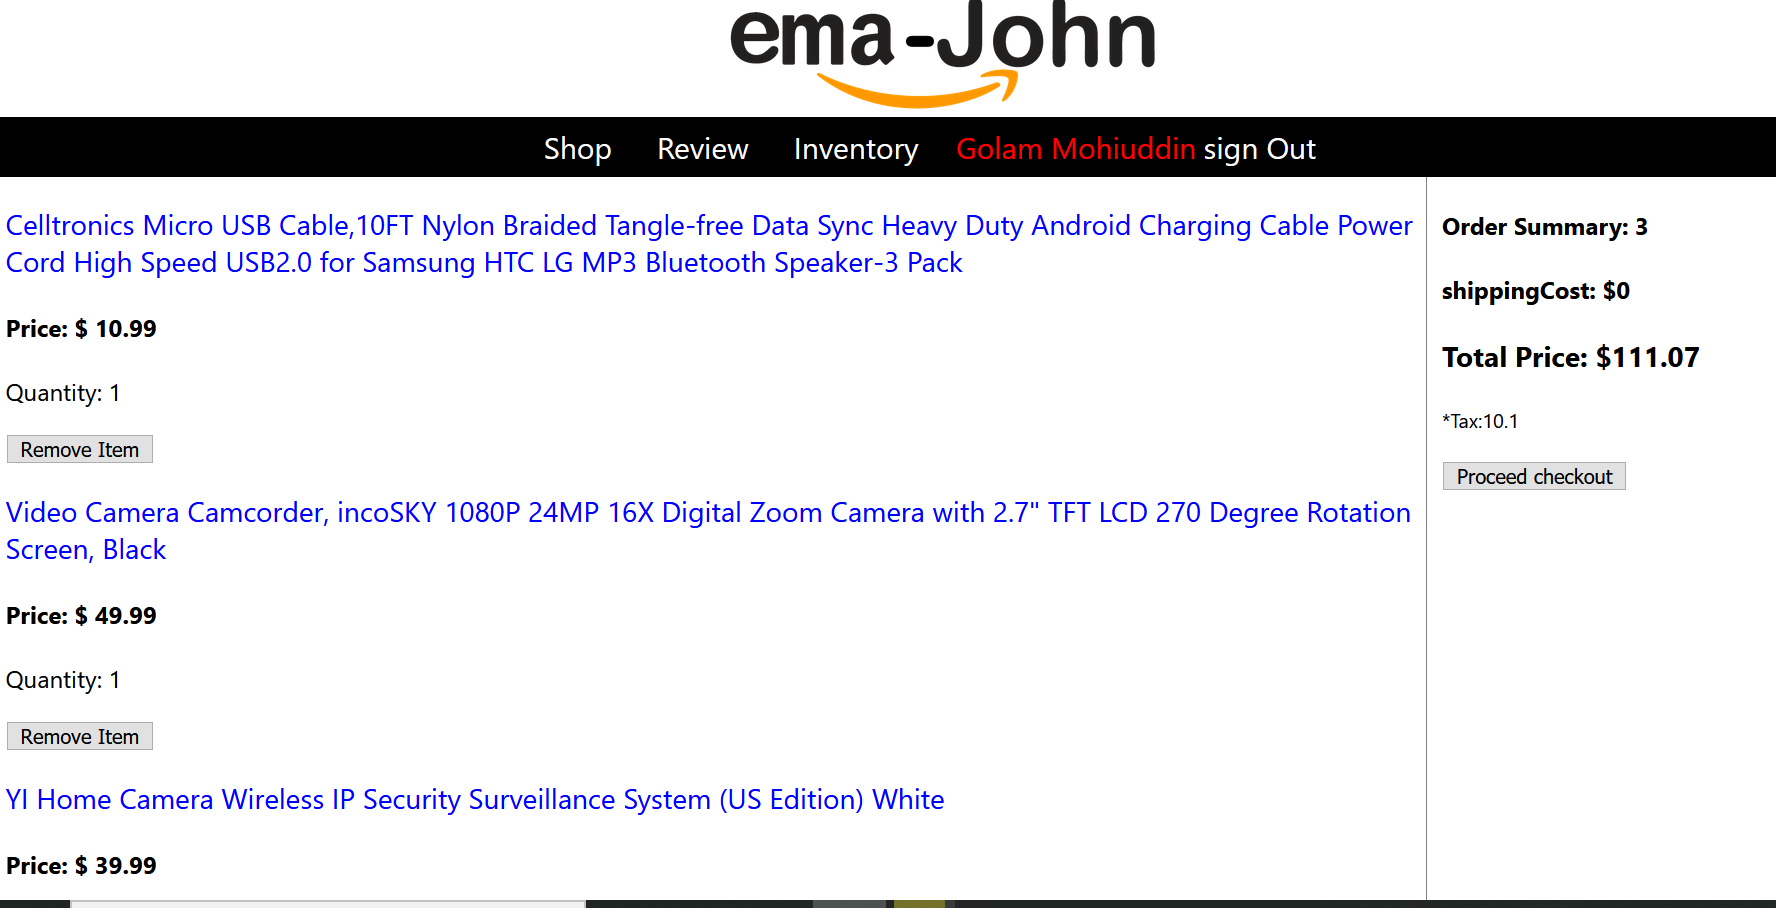 ema-John
Shop Review Inventory Golam Mohiuddin sign Out
Celltronics Micro USB Cable,10FT Nylon Braided Tangle-free Data Sync Heavy Duty Android Charging Cable Power
Cord High Speed USB2.0 for Samsung HTC LG MP3 Bluetooth Speaker-3 Pack
Price: $ 10.99
Quantity: 1
Remove Item
Video Camera Camcorder, incoSKY 1080P 24MP 16X Digital Zoom Camera with 2.7" TFT LCD 270 Degree Rotation
Screen, Black
Price: $ 49.99
Quantity: 1
Remove Item
YI Home Camera Wireless IP Security Surveillance System (US Edition) White
Price: $ 39.99
Order Summary: 3
shippingCost: $0
Total Price: $111.07
*Tax:10.1
Proceed checkout